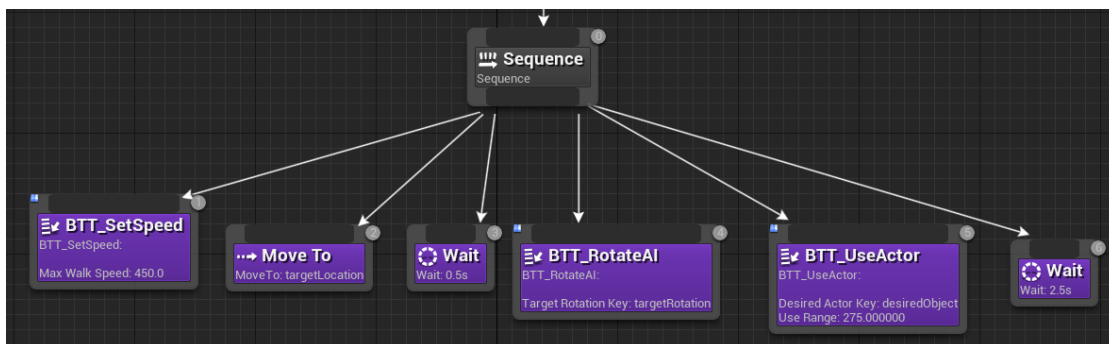 0
Sequence
Sequence
1
BTT_SetSpeed
BTT_SetSpeed:
Max Walk Speed: 450.0
2
Move To
MoveTo: targetLocation
3
Wait
Wait: 0.5s
4
BTT_RotateAI
BTT_RotateAI:
Target Rotation Key: targetRotation
5
BTT_UseActor
BTT_UseActor:
Desired Actor Key: desiredObject
Use Range: 275.000000
6
Wait
Wait: 2.5s